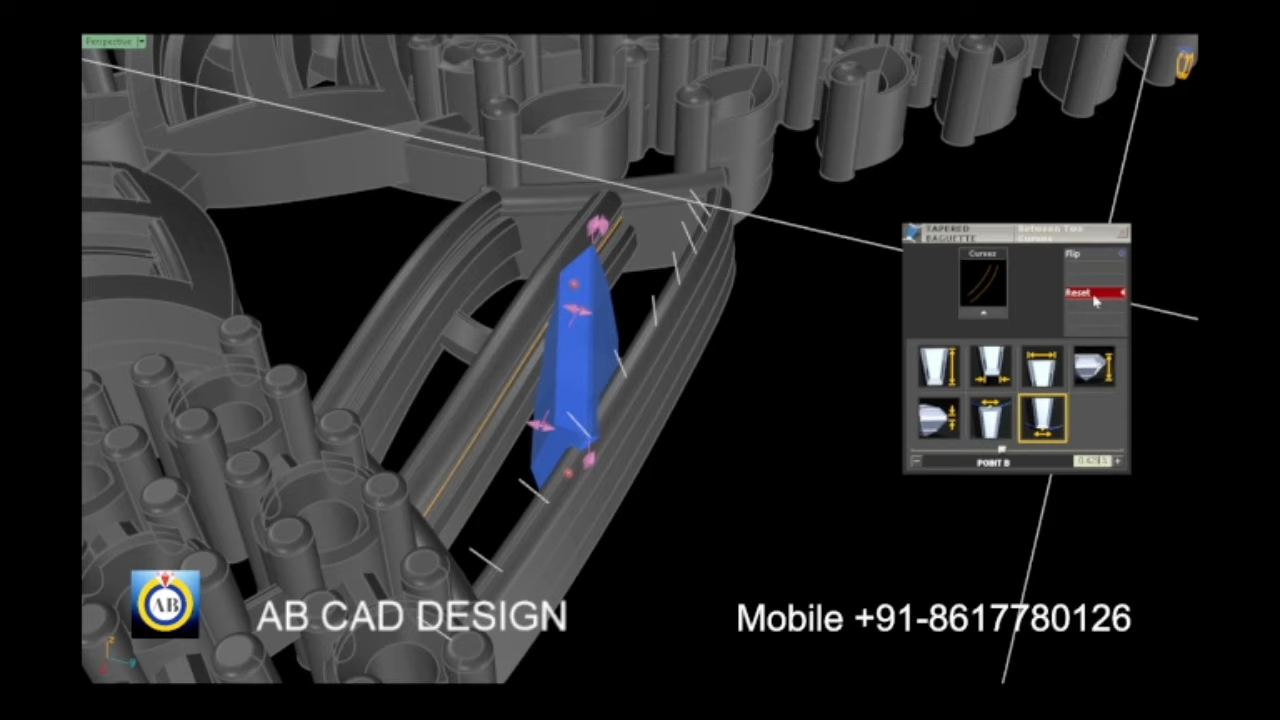 Perspective
TAPERED BAGUETTE
Between Two Curves
Curves
Flip
Reset
POINT B
AB
AB CAD DESIGN
Mobile +91-8617780126
z
y